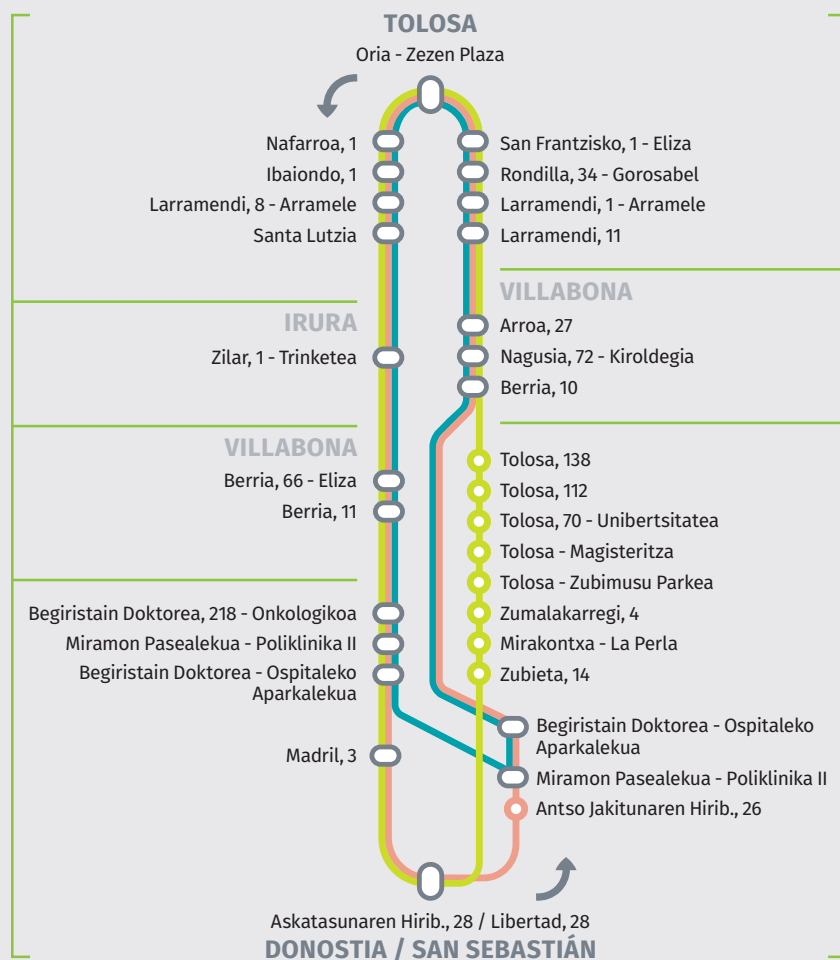 TOLOSA
Oria - Zezen Plaza
Nafarroa, 1
Ibaiondo, 1
Larramendi, 8 - Arramele
Santa Lutzia
IRURA
Zilar, 1 - Trinketea
VILLABONA
Berria, 66 - Eliza
Berria, 11
Begiristain Doktorea, 218 - Onkologikoa
Miramon Pasealekua - Poliklinika II
Begiristain Doktorea - Ospitaleko
Aparkalekua
Madril, 3
San Frantzisko, 1 - Eliza
Rondilla, 34 - Gorosabel
Larramendi, 1 - Arramele
Larramendi, 11
VILLABONA
Arroa, 27
Nagusia, 72 - Kiroldegia
Berria, 10
Tolosa, 138
Tolosa, 112
Tolosa, 70 - Unibertsitatea
Tolosa - Magisteritza
Tolosa - Zubimusu Parkea
Zumalakarregi, 4
Mirakontxa - La Perla
Zubieta, 14
Begiristain Doktorea - Ospitaleko
Aparkalekua
Miramon Pasealekua - Poliklinika II
Antso Jakitunaren Hirib., 26
Askatasunaren Hirib., 28 / Libertad, 28
DONOSTIA / SAN SEBASTIÁN